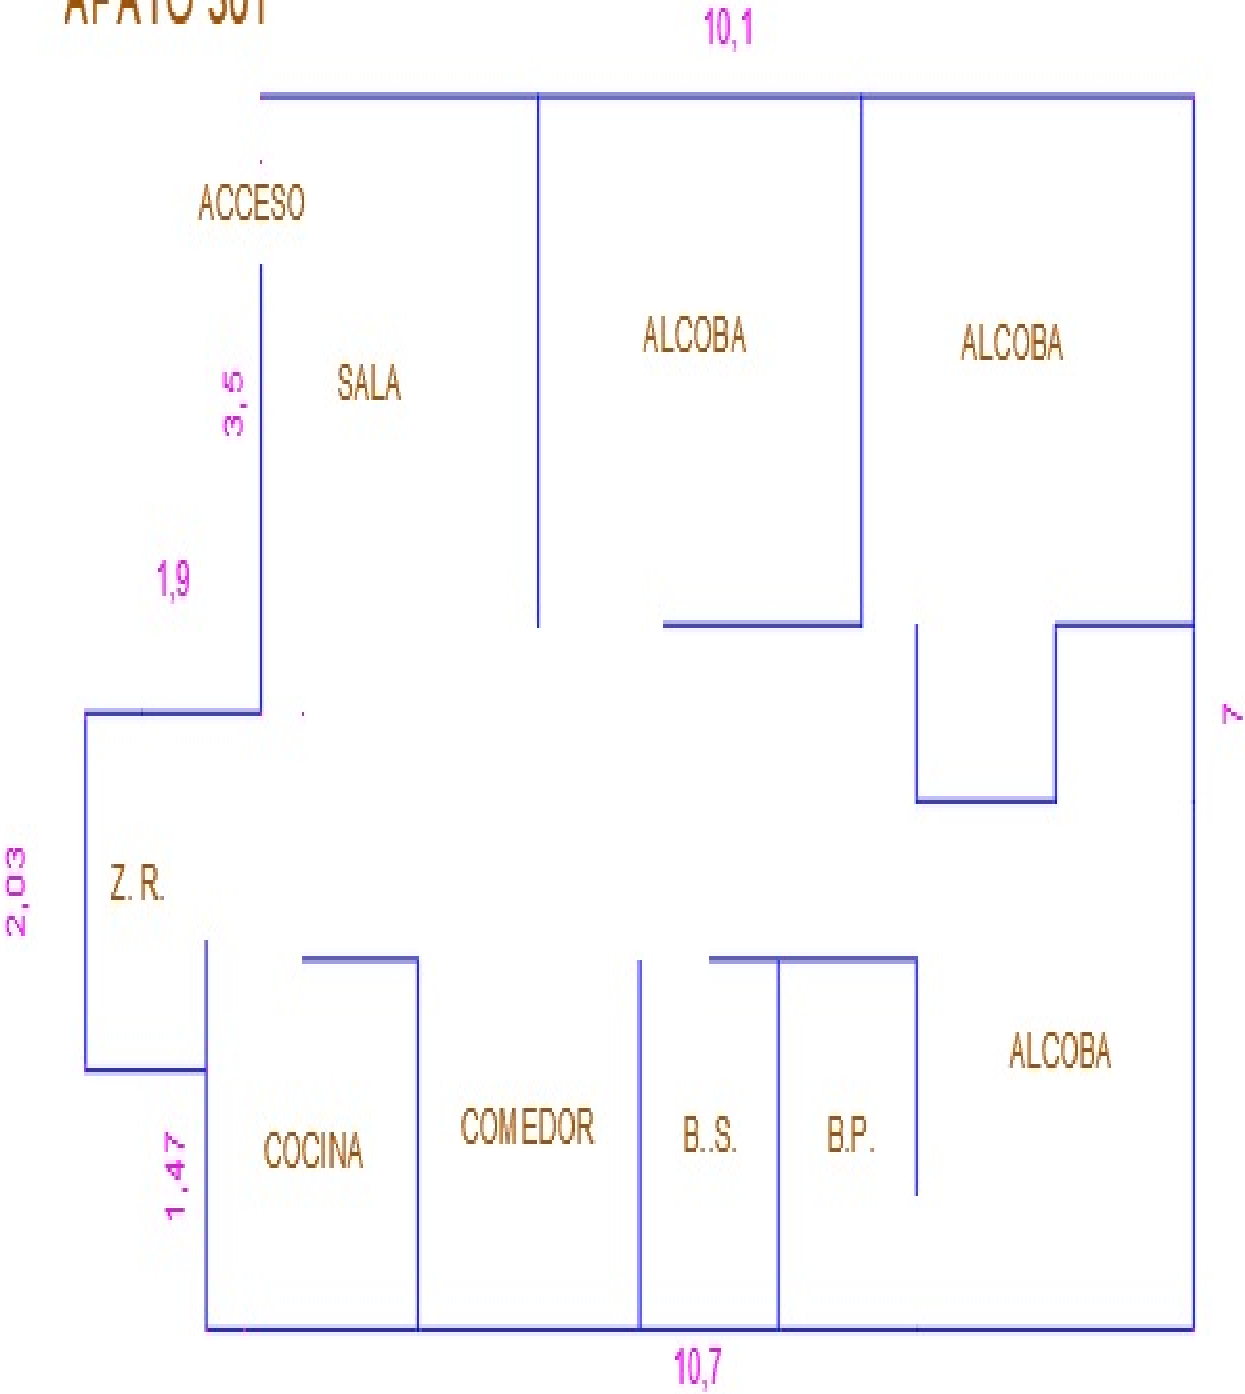 APATO 301
10,1
ACCESO
ALCOBA
ALCOBA
SALA
3,5
1,9
7
2,03
Z. R.
ALCOBA
COMEDOR
B..S.
B.P.
COCINA
1,47
10,7